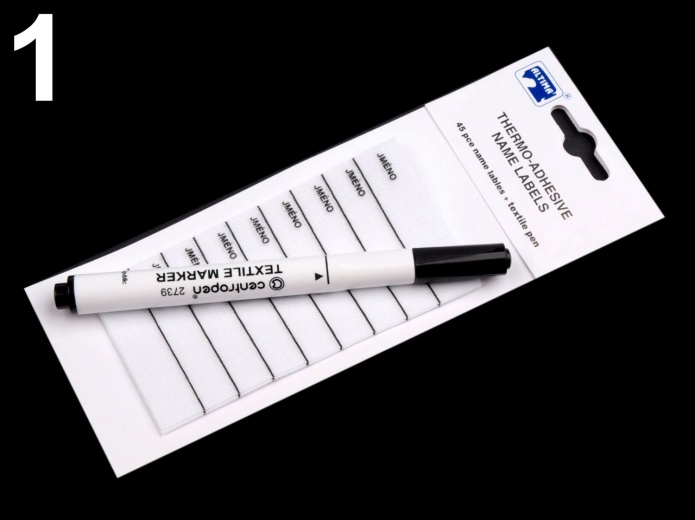 1
ALTIMA®
THERMO-ADHESIVE
NAME LABELS
45 pce name lables + textile pen
JMÉNO
JMÉNO
JMÉNO
JMÉNO
JMÉNO
JMÉNO
JMÉNO
centropen® 2739
TEXTILE MARKER